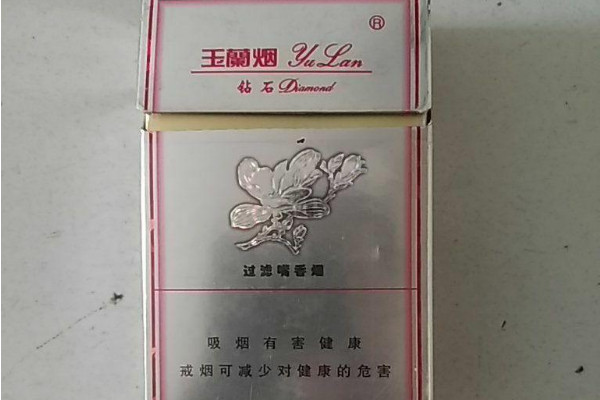 ®
玉蘭烟 Yu Lan
钻石 Diamond
过滤嘴香烟
吸烟有害健康
戒烟可减少对健康的危害